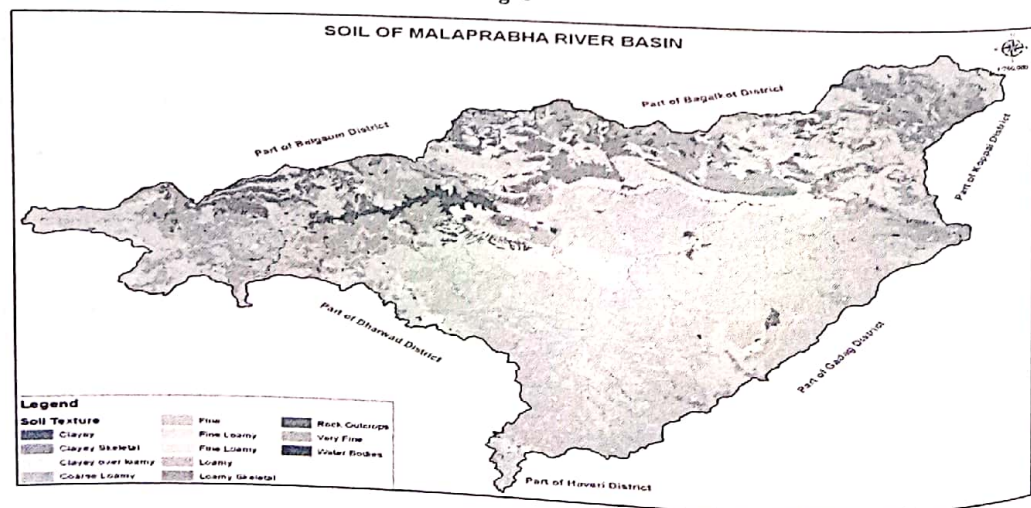 SOIL OF MALAPRABHA RIVER BASIN
Part of Belgaum District
Part of Bagalkot District
Part of Koppal District
Part of Dharwad District
Part of Gadag District
Part of Haveri District
Legend
Soil Texture
Clayey
Clayey Skeletal
Clayey over loamy
Coarse Loamy
Fine
Fine Loamy
Fine Loamy
Loamy
Loamy Skeletal
Rock Outcrops
Very Fine
Water Bodies